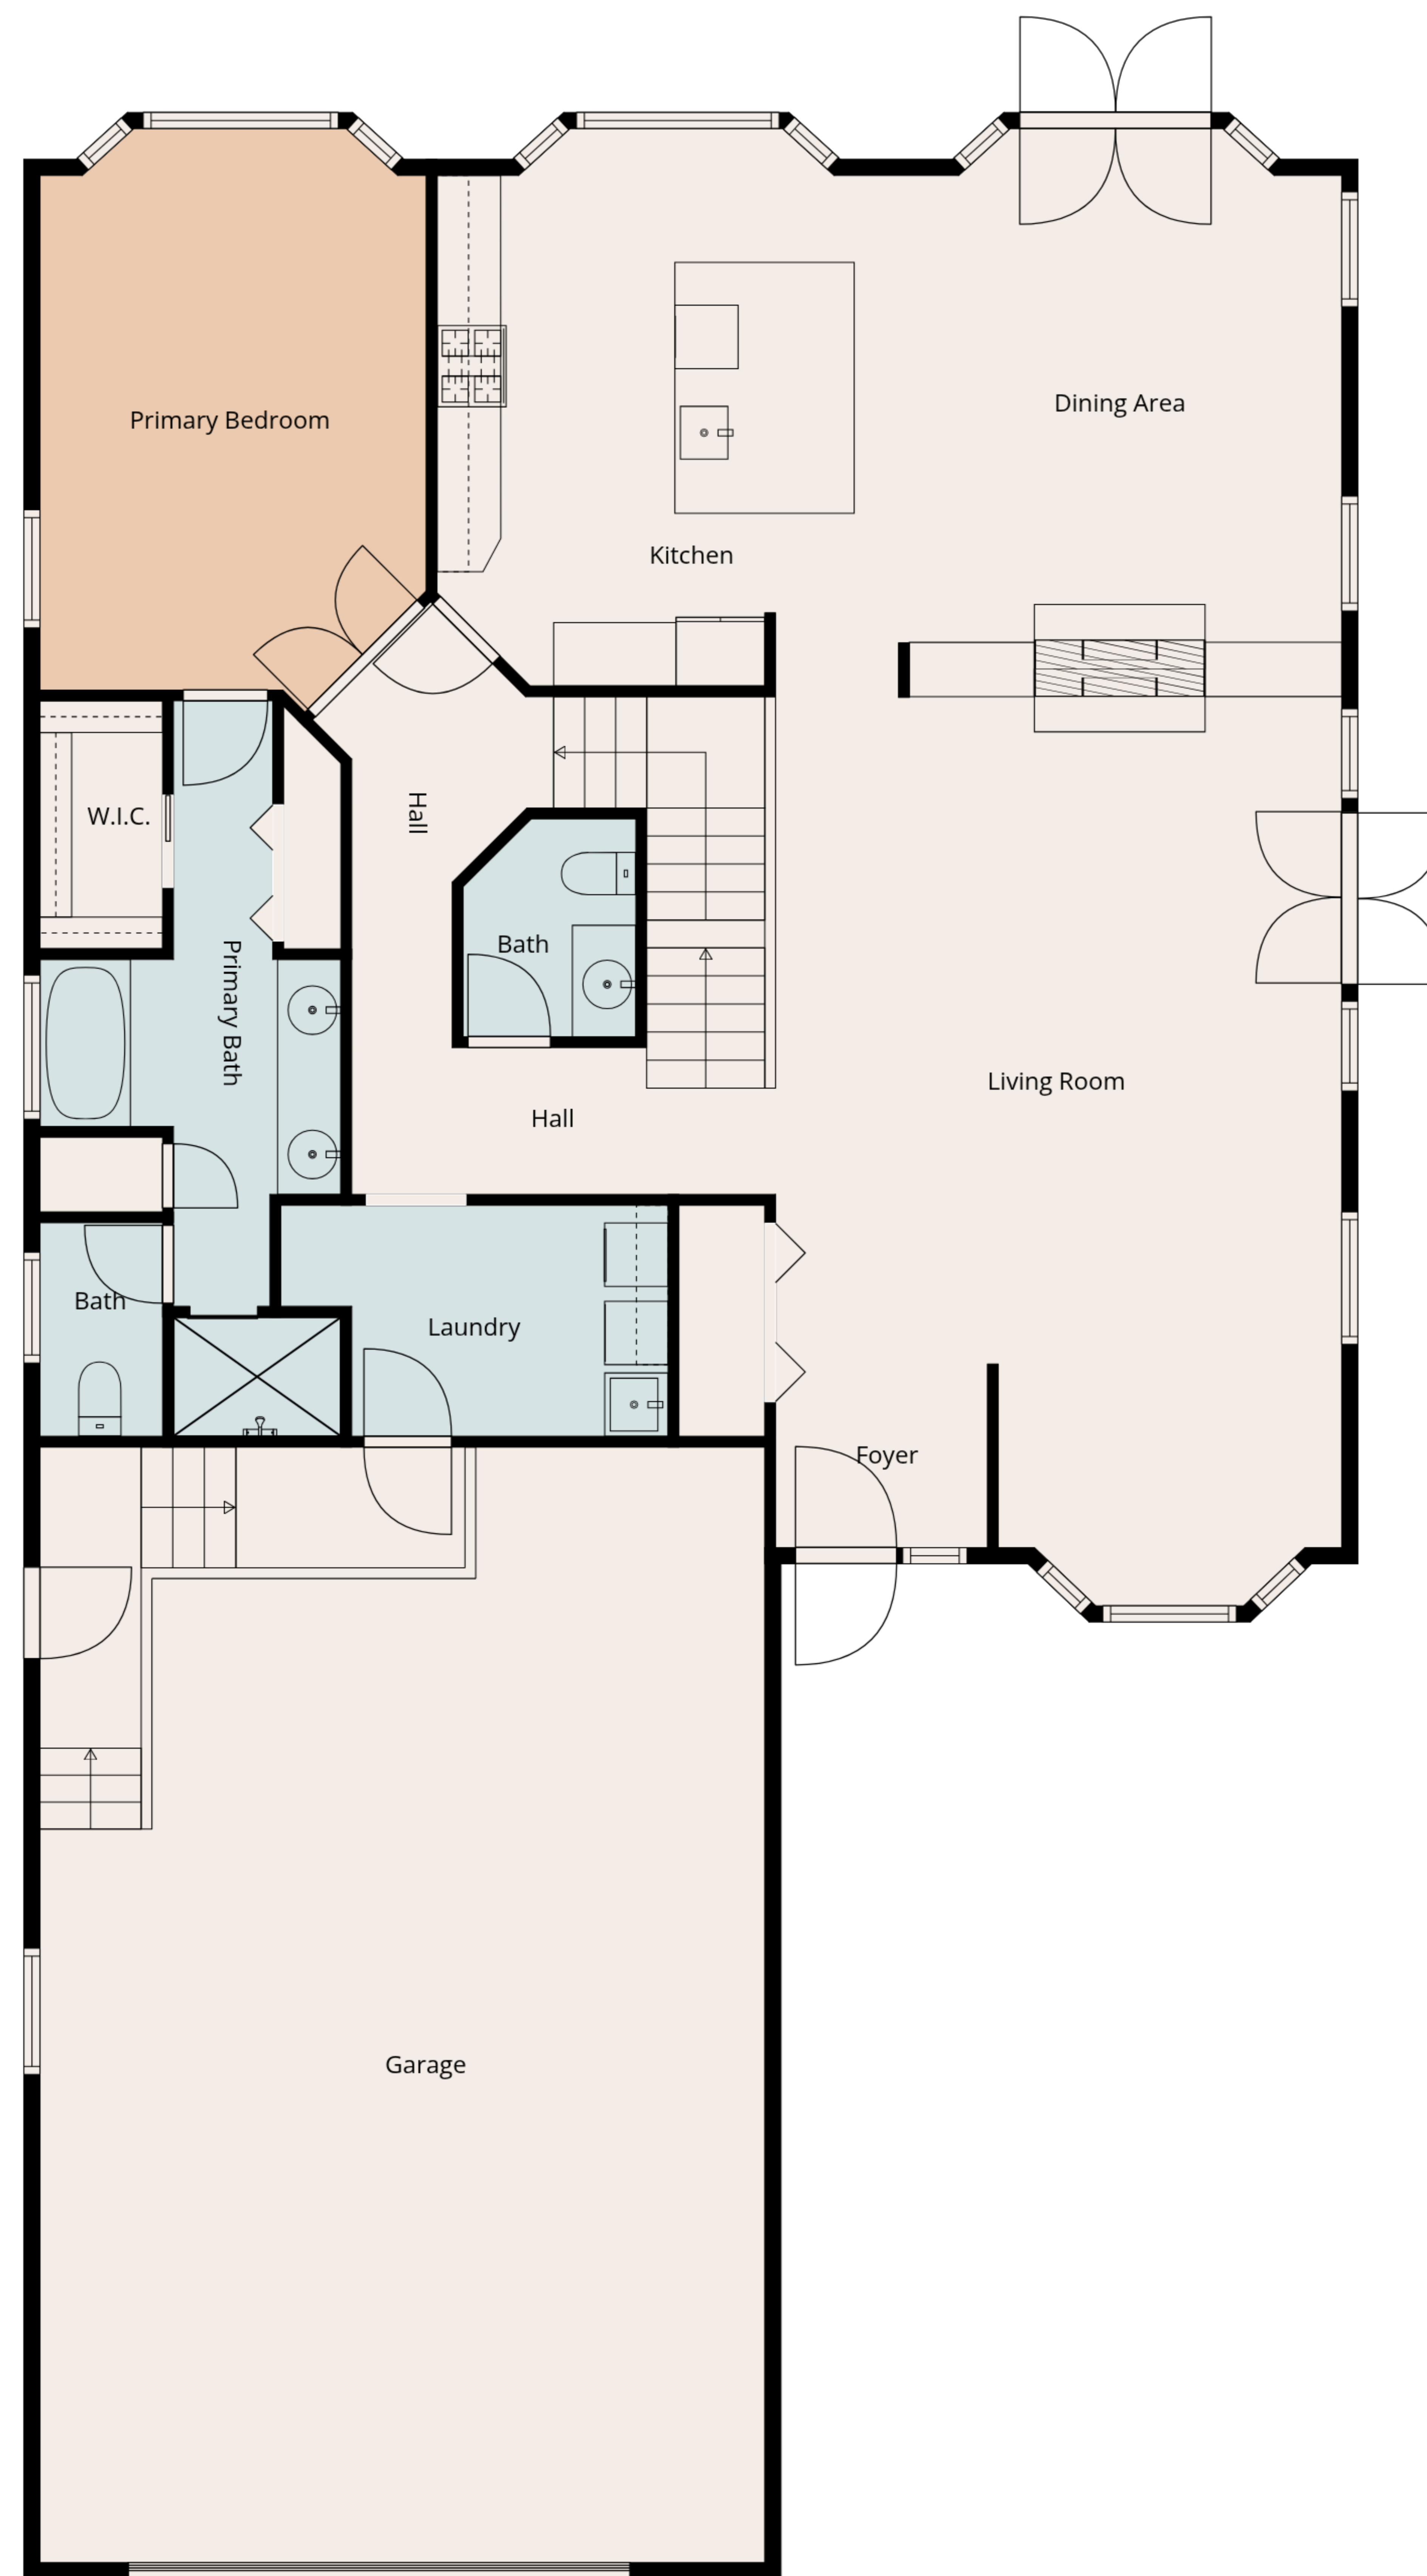 Dining Area
Primary Bedroom
Kitchen
Hall
W.I.C.
Bath
Primary Bath
Living Room
Hall
Bath
Laundry
Foyer
Garage